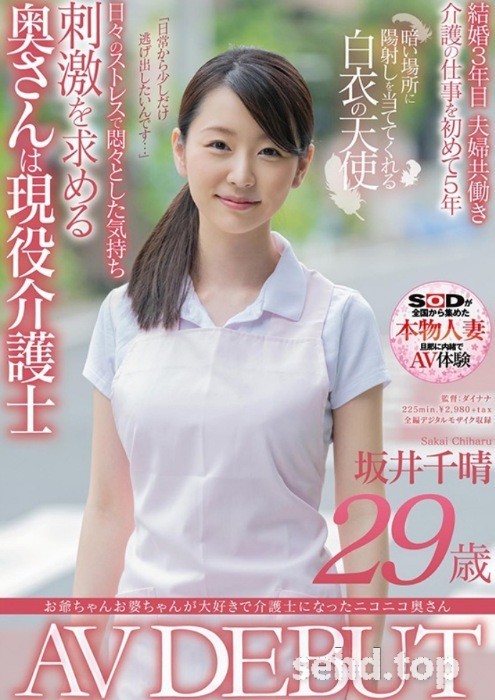 結婚3年目 夫婦共働き
介護の仕事を初めて5年
暗い場所に
陽射しを当ててくれる
白衣の天使
「日常から少しだけ
逃げ出したいんです…」
日々のストレスで悶々とした気持ち
刺激を求める
奥さんは現役介護士
SODが
全国から集めた
本物人妻
旦那に内緒で
AV体験
監督:ダイナナ
225min.¥2,980+tax
全編デジタルモザイク収録
Sakai Chiharu
坂井千晴
29歳
お爺ちゃんお婆ちゃんが大好きで介護士になったニコニコ奥さん
AV DEBUT
sehd.top